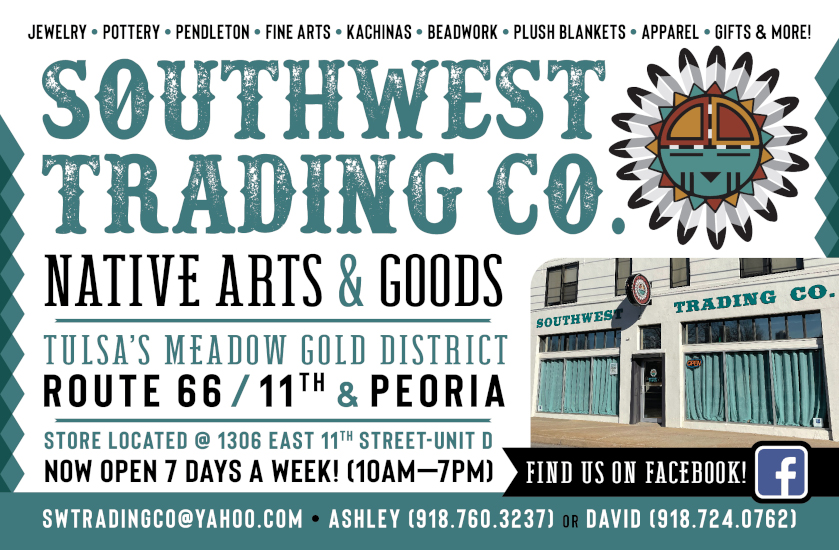 JEWELRY • POTTERY • PENDLETON • FINE ARTS • KACHINAS • BEADWORK • PLUSH BLANKETS • APPAREL • GIFTS & MORE!
SOUTHWEST
TRADING CO.
NATIVE ARTS & GOODS
TULSA'S MEADOW GOLD DISTRICT
ROUTE 66 / 11TH & PEORIA
STORE LOCATED @ 1306 EAST 11TH STREET-UNIT D
NOW OPEN 7 DAYS A WEEK! (10AM—7PM)
SOUTHWEST TRADING CO.
OPEN
FIND US ON FACEBOOK! f
SWTRADINGCO@YAHOO.COM • ASHLEY (918.760.3237) OR DAVID (918.724.0762)